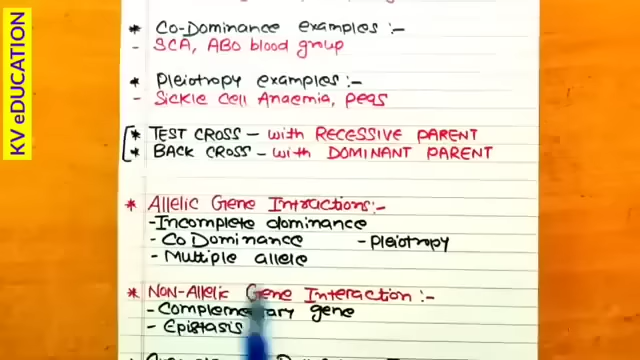 KV eDUCATION
* Co-Dominance examples :-
- SCA, ABO blood group
* Pleiotropy examples :-
- Sickle Cell Anaemia, peas
* TEST CROSS - with RECESSIVE PARENT
* BACK CROSS - with DOMINANT PARENT
* Allelic Gene Intractions:-
- Incomplete dominance
- Co Dominance - Pleiotropy
- Multiple allele
* NON-Allelic Gene Interaction :-
- Complementary gene
- Epistasis